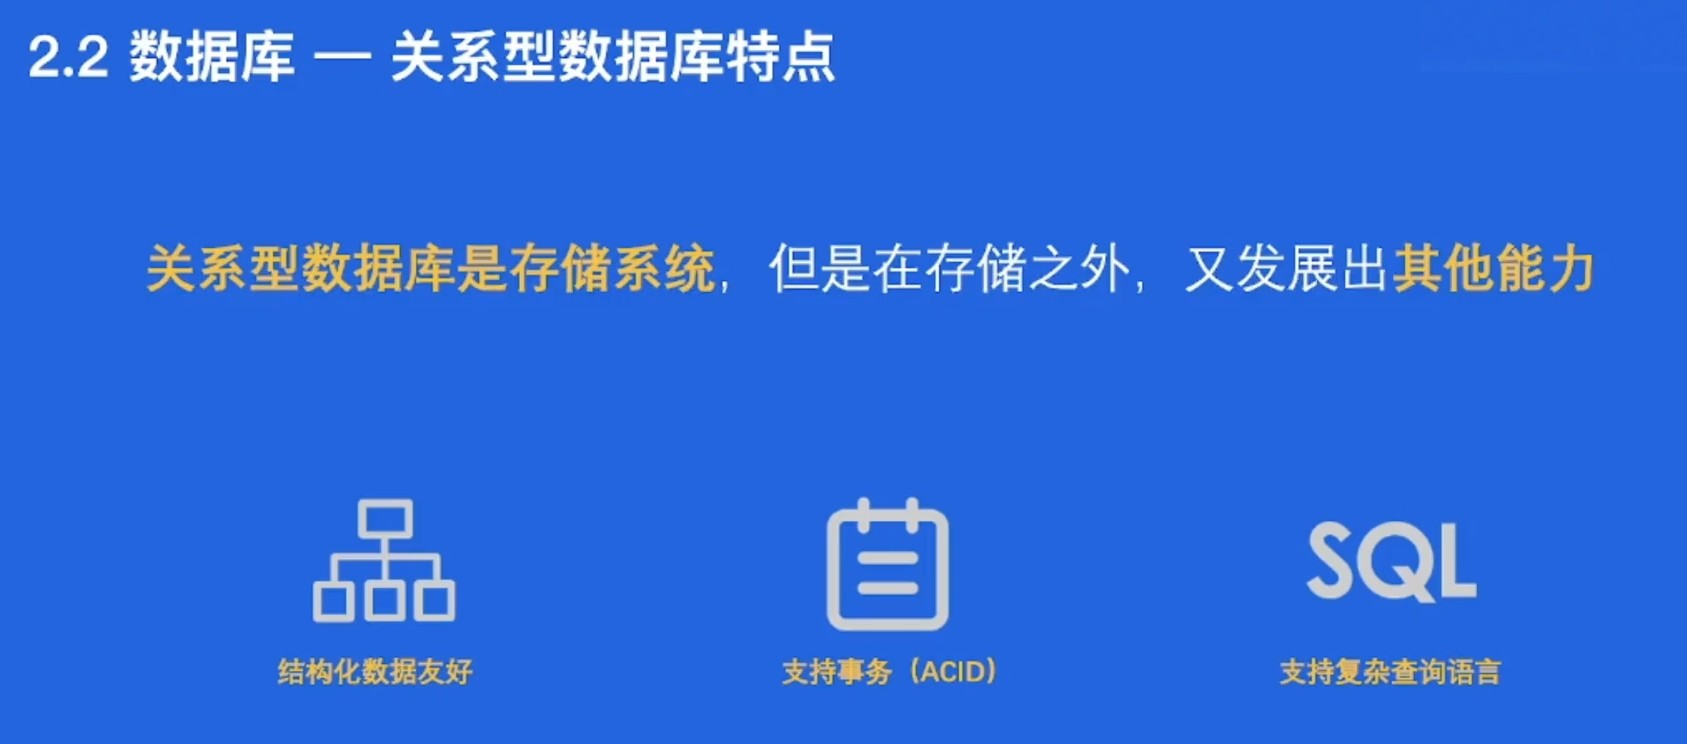 2.2 数据库 — 关系型数据库特点
关系型数据库是存储系统，但是在存储之外，又发展出其他能力
SQL
结构化数据友好
支持事务（ACID）
支持复杂查询语言